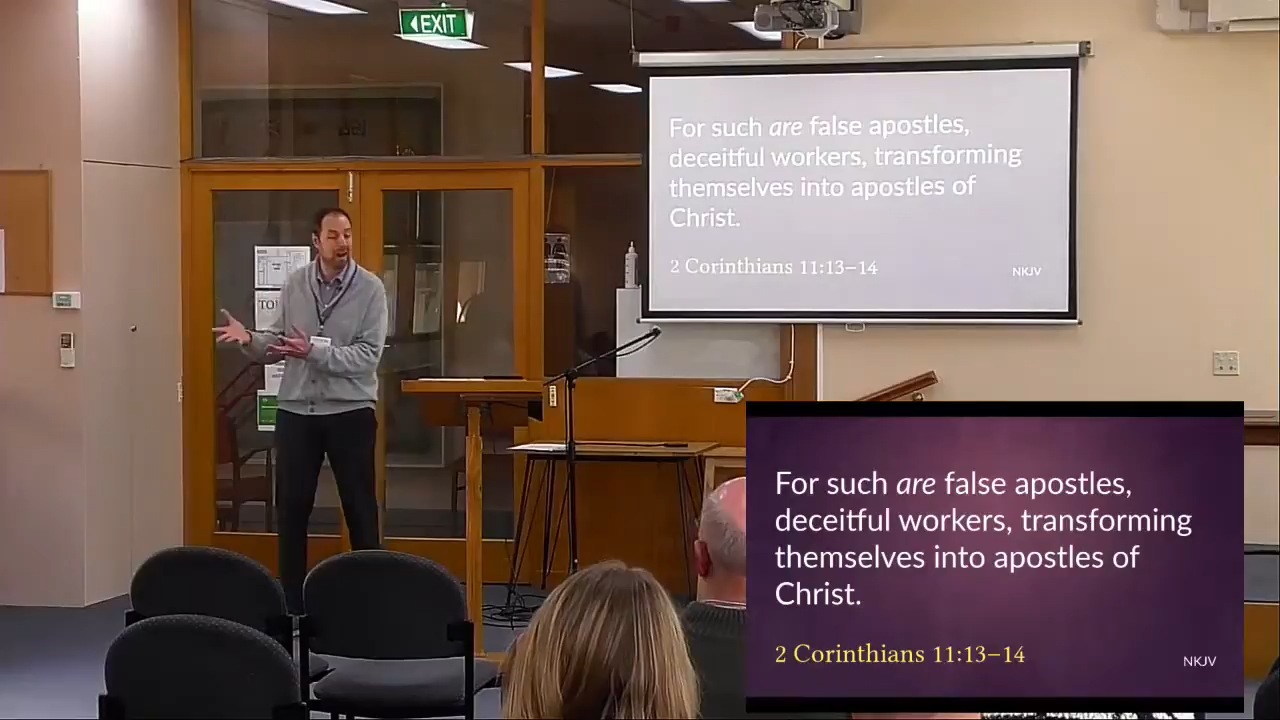 EXIT
For such are false apostles,
deceitful workers, transforming
themselves into apostles of
Christ.
2 Corinthians 11:13–14
NKJV
TO
For such are false apostles,
deceitful workers, transforming
themselves into apostles of
Christ.
2 Corinthians 11:13–14
NKJV